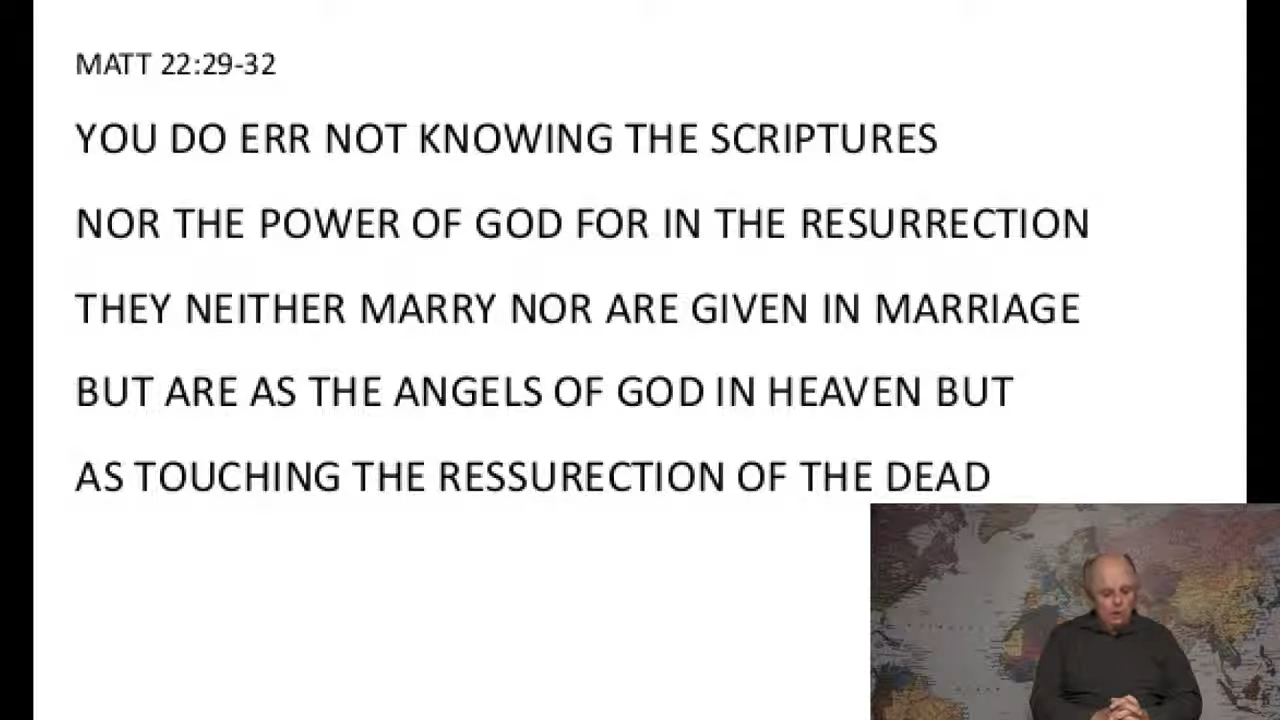 MATT 22:29-32
YOU DO ERR NOT KNOWING THE SCRIPTURES
NOR THE POWER OF GOD FOR IN THE RESURRECTION
THEY NEITHER MARRY NOR ARE GIVEN IN MARRIAGE
BUT ARE AS THE ANGELS OF GOD IN HEAVEN BUT
AS TOUCHING THE RESSURECTION OF THE DEAD